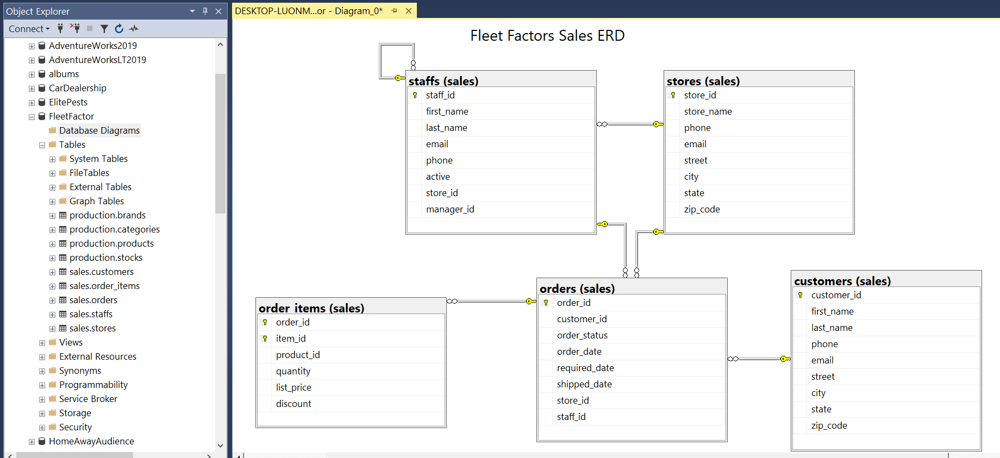 Object Explorer
Connect
AdventureWorks2019
AdventureWorksLT2019
albums
CarDealership
ElitePests
FleetFactor
Database Diagrams
Tables
System Tables
FileTables
External Tables
Graph Tables
production.brands
production.categories
production.products
production.stocks
sales.customers
sales.order_items
sales.orders
sales.staffs
sales.stores
Views
External Resources
Synonyms
Programmability
Service Broker
Storage
Security
HomeAwayAudience
DESKTOP-LUONM...or - Diagram_0*
Fleet Factors Sales ERD
staffs (sales)
staff_id
first_name
last_name
email
phone
active
store_id
manager_id
stores (sales)
store_id
store_name
phone
email
street
city
state
zip_code
order_items (sales)
order_id
item_id
product_id
quantity
list_price
discount
orders (sales)
order_id
customer_id
order_status
order_date
required_date
shipped_date
store_id
staff_id
customers (sales)
customer_id
first_name
last_name
phone
email
street
city
state
zip_code